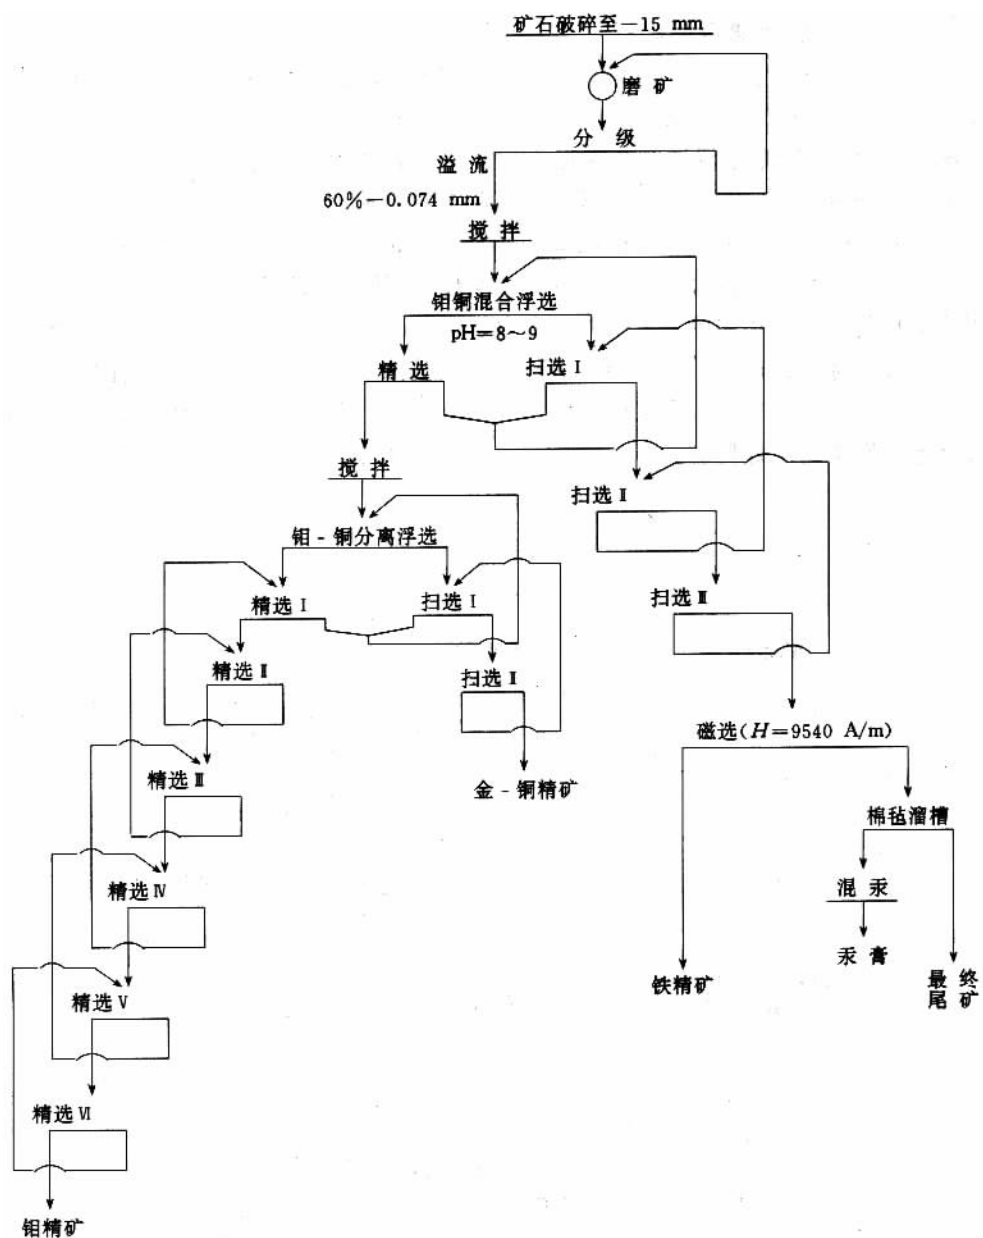 矿石破碎至－15 mm
磨 矿
分 级
溢 流
60%－0.074 mm
搅 拌
钼铜混合浮选
pH=8～9
精 选
扫选 Ⅰ
搅 拌
扫选 Ⅱ
钼 - 铜分离浮选
精选 Ⅰ
扫选 Ⅰ
扫选 Ⅲ
精选 Ⅱ
扫选 Ⅱ
磁选(H=9540 A/m)
精选 Ⅲ
金 - 铜精矿
棉毡溜槽
精选 Ⅳ
混 汞
汞 膏
铁精矿
最 终
尾 矿
精选 Ⅴ
精选 Ⅵ
钼精矿